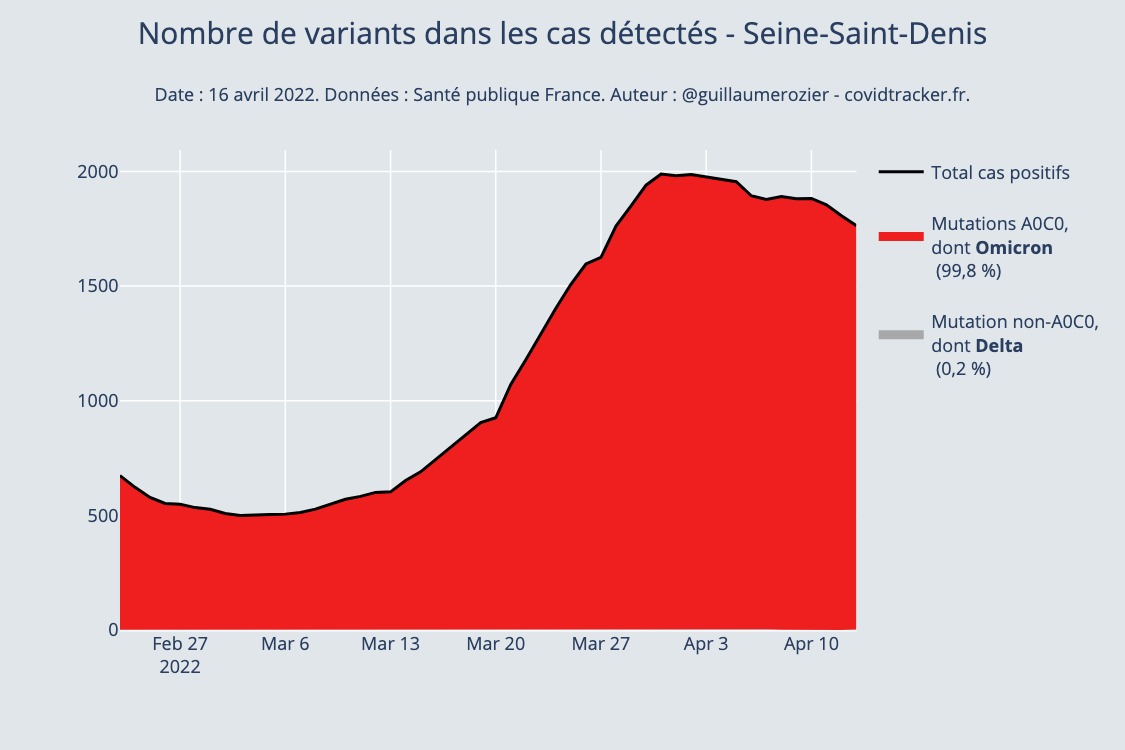 Nombre de variants dans les cas détectés - Seine-Saint-Denis
Date : 16 avril 2022. Données : Santé publique France. Auteur : @guillaumerozier - covidtracker.fr.
2000
1500
1000
500
0
Feb 27
2022
Mar 6
Mar 13
Mar 20
Mar 27
Apr 3
Apr 10
Total cas positifs
Mutations A0C0,
dont Omicron
(99,8 %)
Mutation non-A0C0,
dont Delta
(0,2 %)